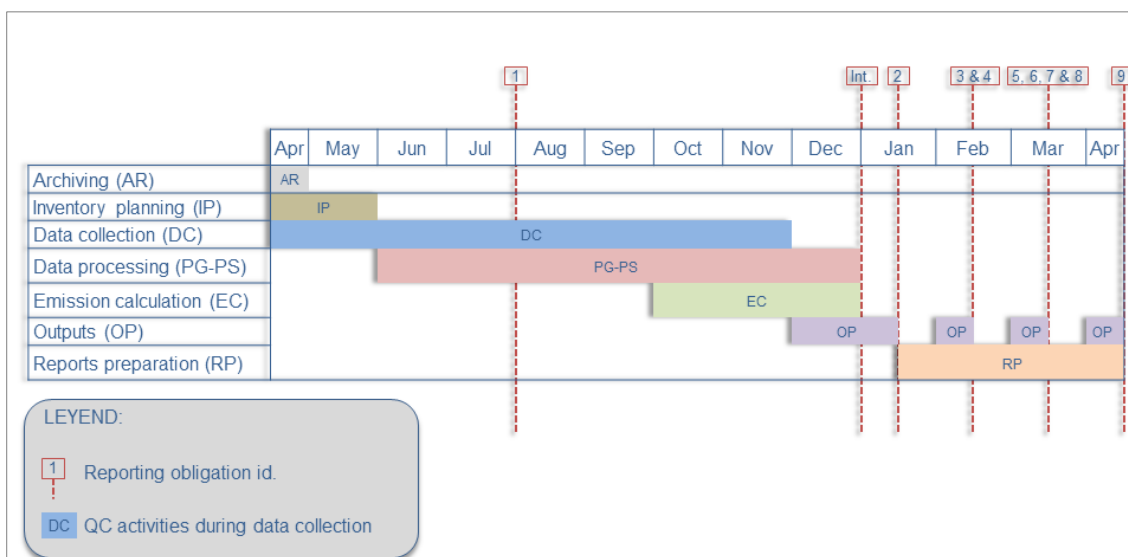 1 Int. 2 3 & 4 5, 6, 7 & 8 9
Apr May Jun Jul Aug Sep Oct Nov Dec Jan Feb Mar Apr
Archiving (AR) AR
Inventory planning (IP) IP
Data collection (DC) DC
Data processing (PG-PS) PG-PS
Emission calculation (EC) EC
Outputs (OP) OP OP OP OP
Reports preparation (RP) RP
LEYEND:
1 Reporting obligation id.
DC QC activities during data collection